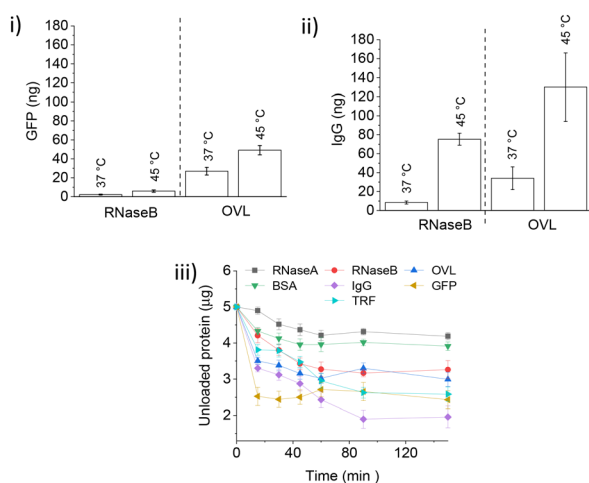 i)
GFP (ng)
180
160
140
120
100
80
60
40
20
0
37 °C
45 °C
37 °C
45 °C
RNaseB
OVL
ii)
IgG (ng)
180
160
140
120
100
80
60
40
20
0
37 °C
45 °C
37 °C
45 °C
RNaseB
OVL
iii)
RNaseA RNaseB OVL
BSA IgG GFP
TRF
Unloaded protein (µg)
6
5
4
3
2
0 40 80 120
Time (min )